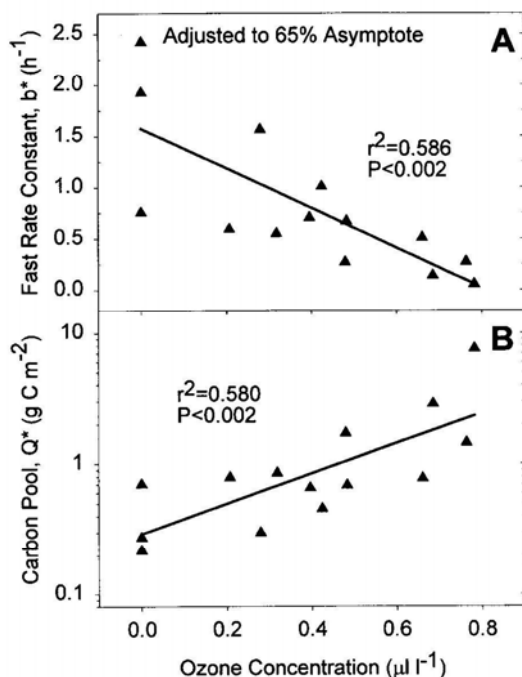 Adjusted to 65% Asymptote
A
Fast Rate Constant, b* (h⁻¹)
2.5
2.0
1.5
1.0
0.5
0.0
r²=0.586
P<0.002
B
Carbon Pool, Q* (g C m⁻²)
10
1
0.1
r²=0.580
P<0.002
0.0 0.2 0.4 0.6 0.8
Ozone Concentration (μl l⁻¹)